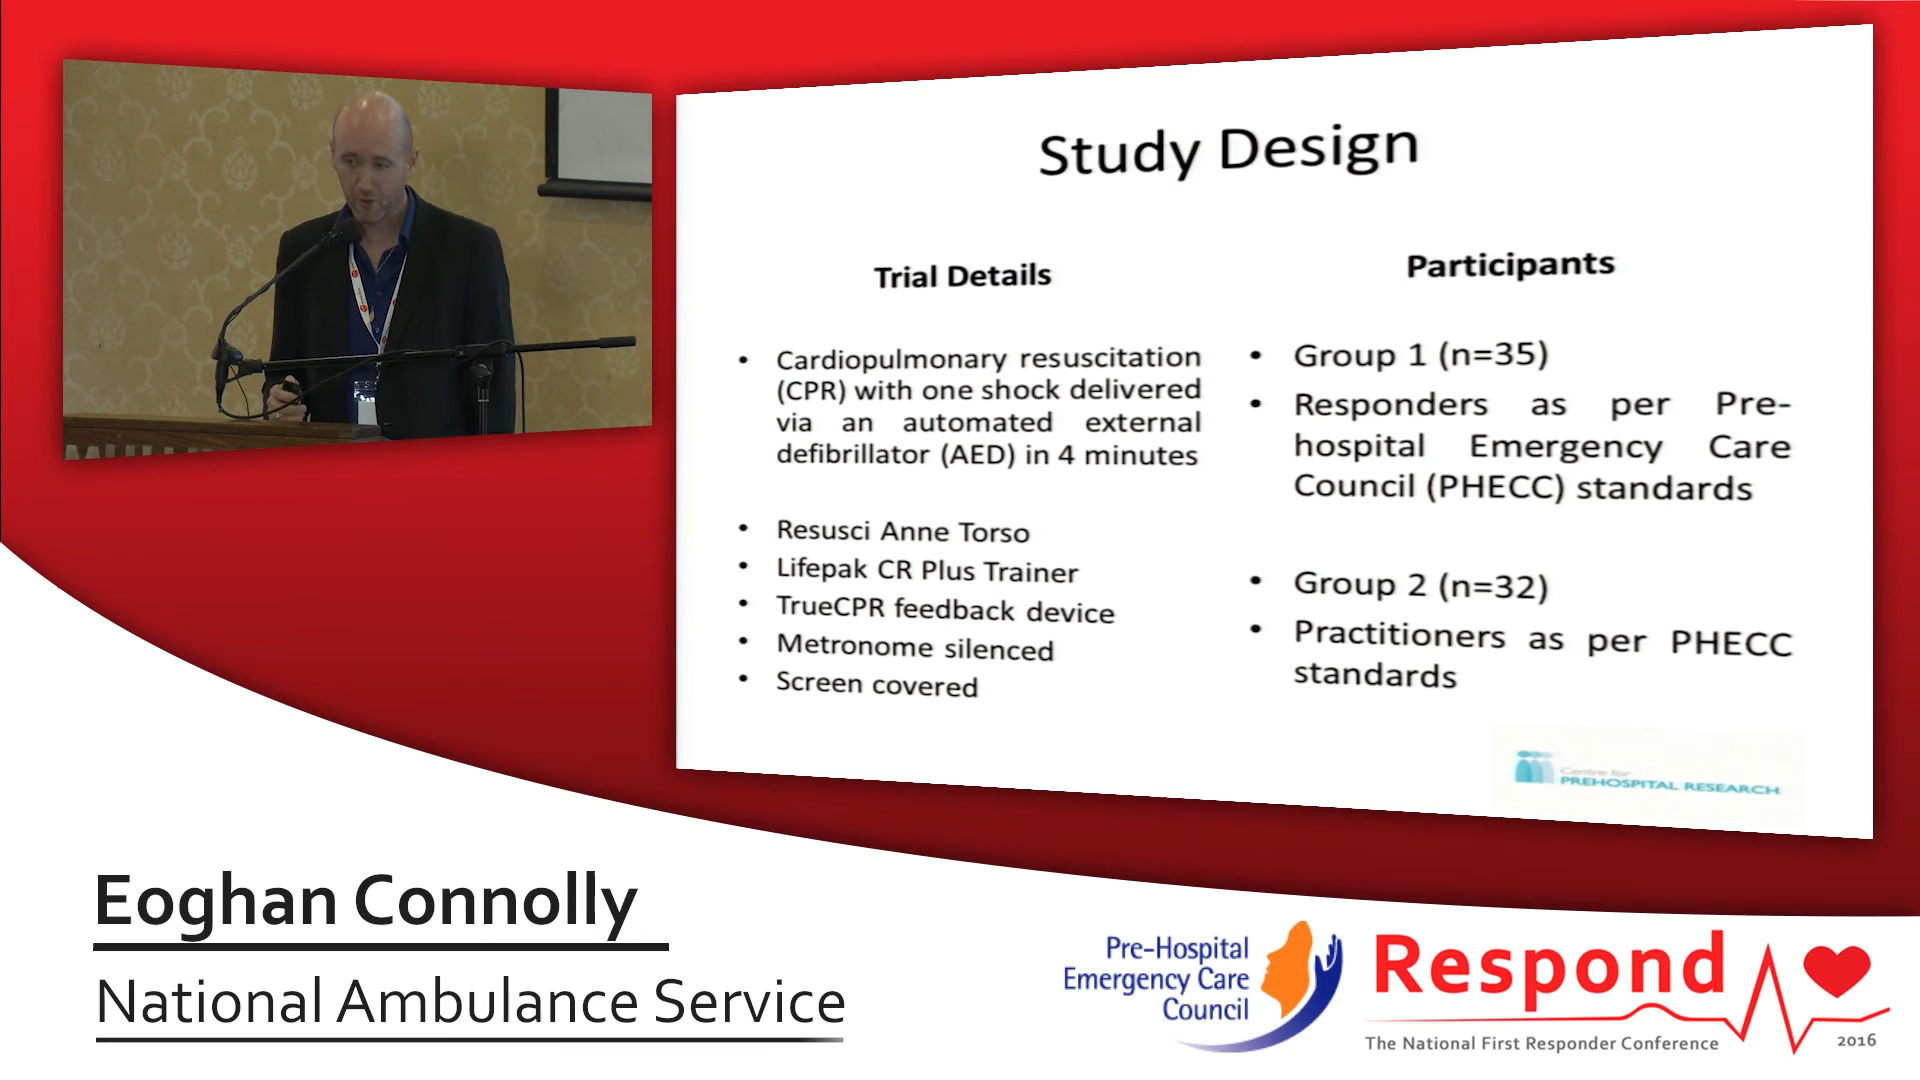 Study Design
Trial Details
• Cardiopulmonary resuscitation
(CPR) with one shock delivered
via an automated external
defibrillator (AED) in 4 minutes
• Resusci Anne Torso
• Lifepak CR Plus Trainer
• TrueCPR feedback device
• Metronome silenced
• Screen covered
Participants
• Group 1 (n=35)
• Responders as per Pre-
hospital Emergency Care
Council (PHECC) standards
• Group 2 (n=32)
• Practitioners as per PHECC
standards
Centre for
PREHOSPITAL RESEARCH
Eoghan Connolly
National Ambulance Service
Pre-Hospital
Emergency Care
Council
Respond
The National First Responder Conference
2016